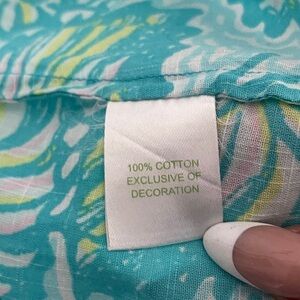 100% COTTON
EXCLUSIVE OF
DECORATION